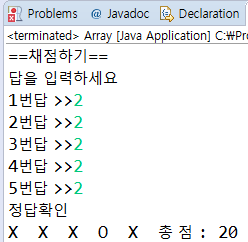 Problems @ Javadoc Declaration
<terminated> Array [Java Application] C:₩Pro
==채점하기==
답을 입력하세요
1번답 >>2
2번답 >>2
3번답 >>2
4번답 >>2
5번답 >>2
정답확인
X X X O X 총점: 20